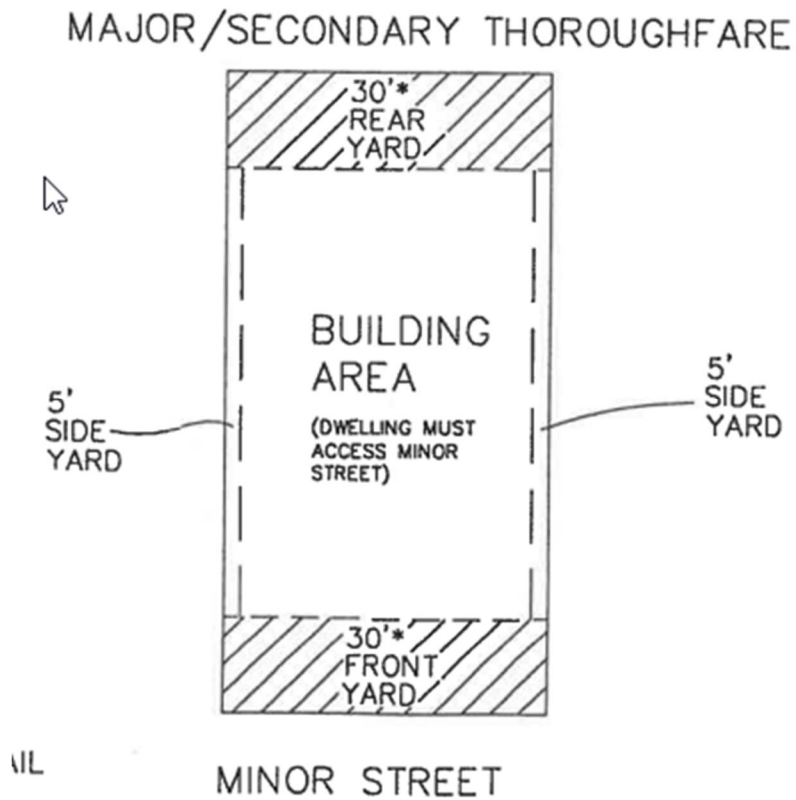 MAJOR/SECONDARY THOROUGHFARE
30'*
REAR
YARD
BUILDING
AREA
(DWELLING MUST
ACCESS MINOR
STREET)
5'
SIDE
YARD
5'
SIDE
YARD
30'*
FRONT
YARD
MINOR STREET